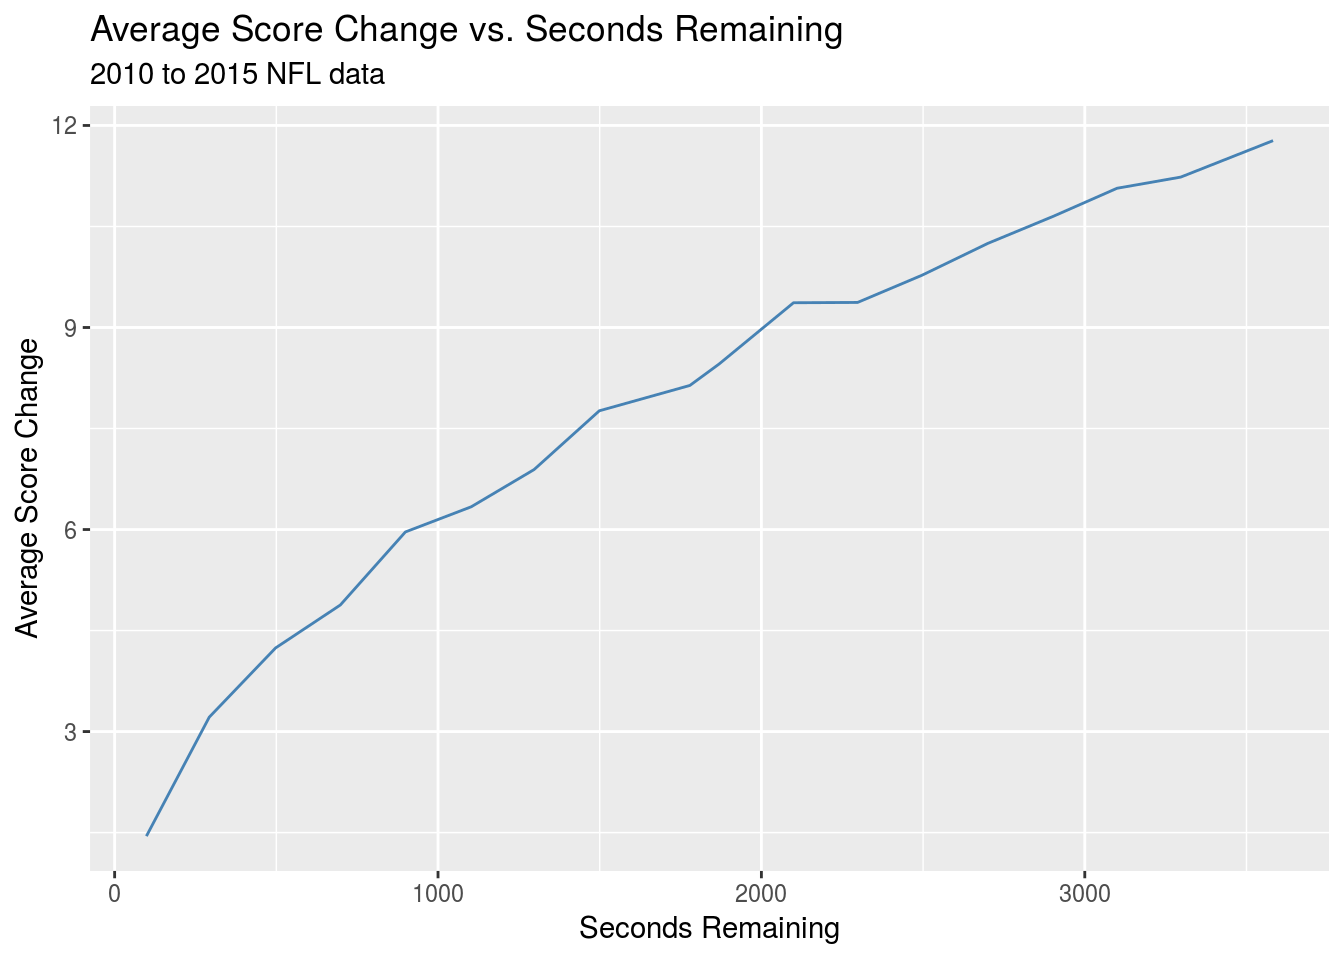 Average Score Change vs. Seconds Remaining
2010 to 2015 NFL data
12
9
6
3
Average Score Change
0 1000 2000 3000
Seconds Remaining